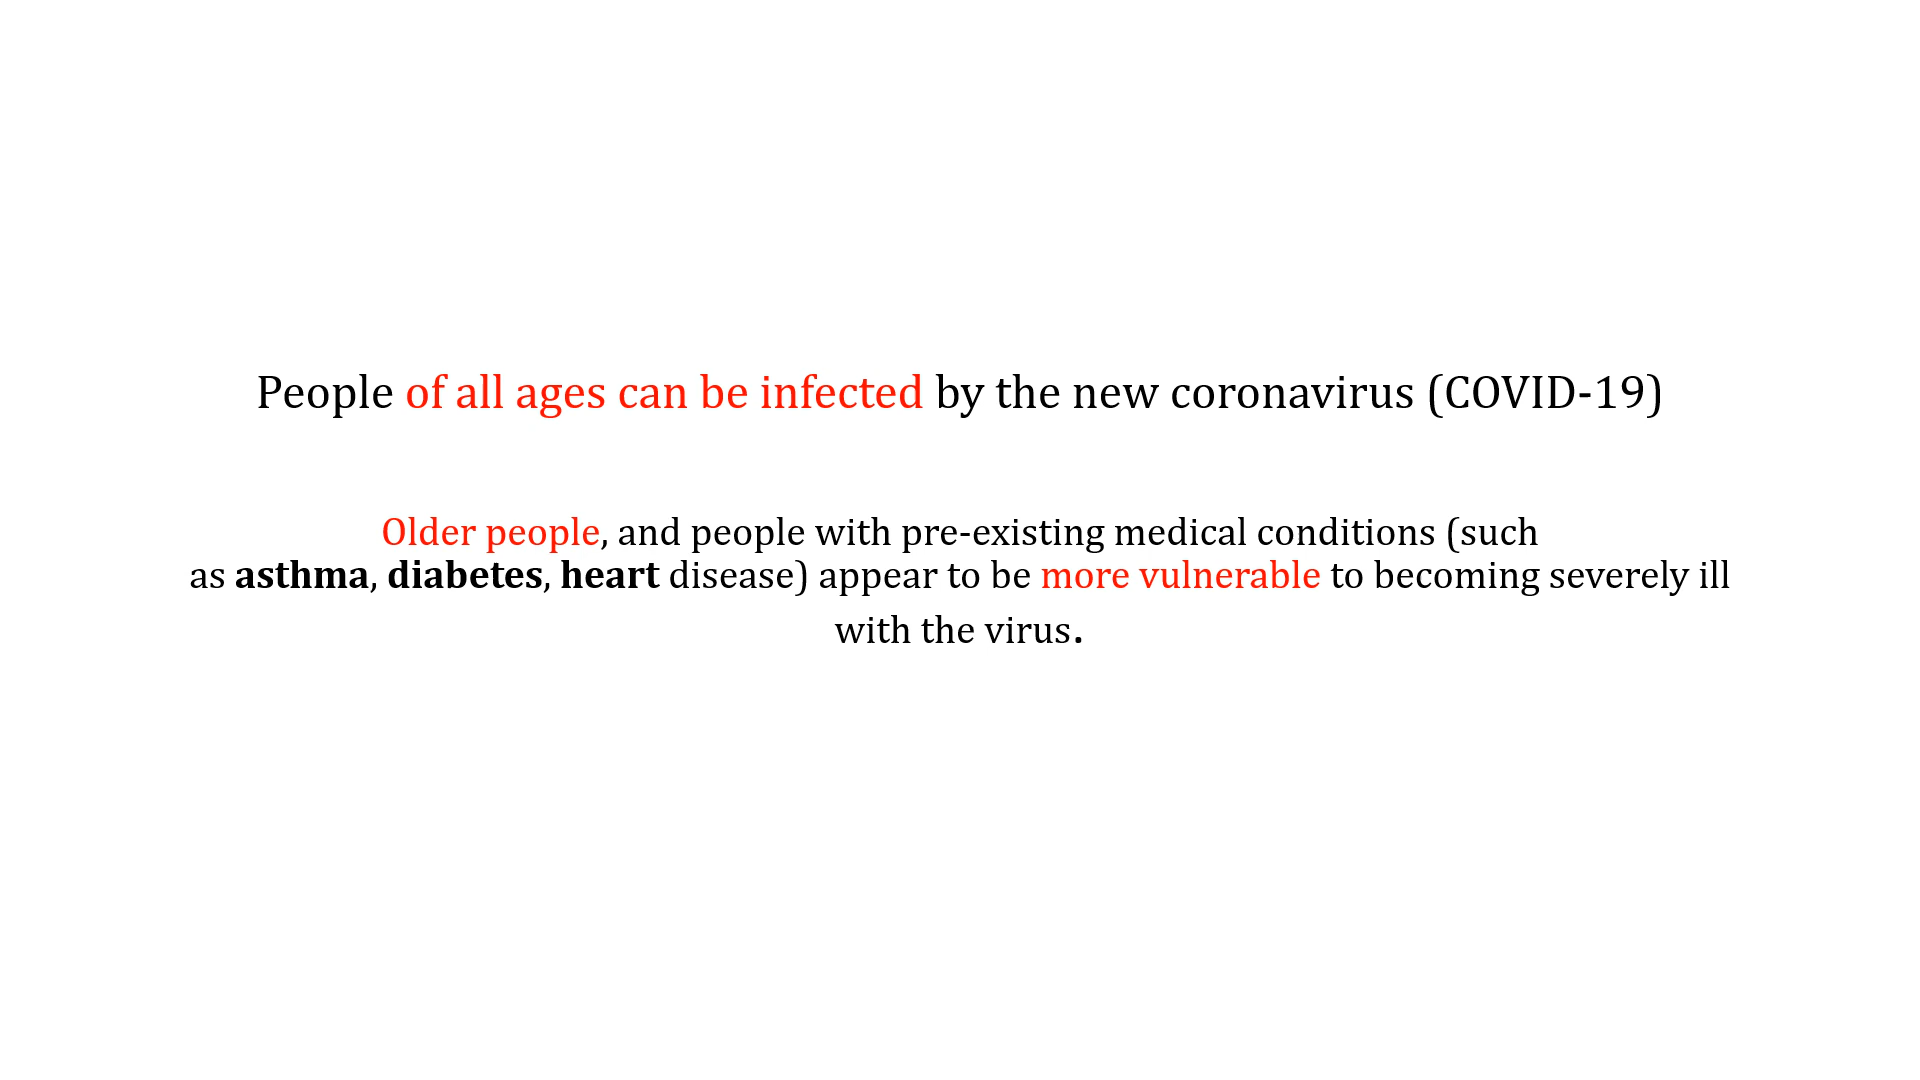 People of all ages can be infected by the new coronavirus (COVID-19)
Older people, and people with pre-existing medical conditions (such
as asthma, diabetes, heart disease) appear to be more vulnerable to becoming severely ill
with the virus.